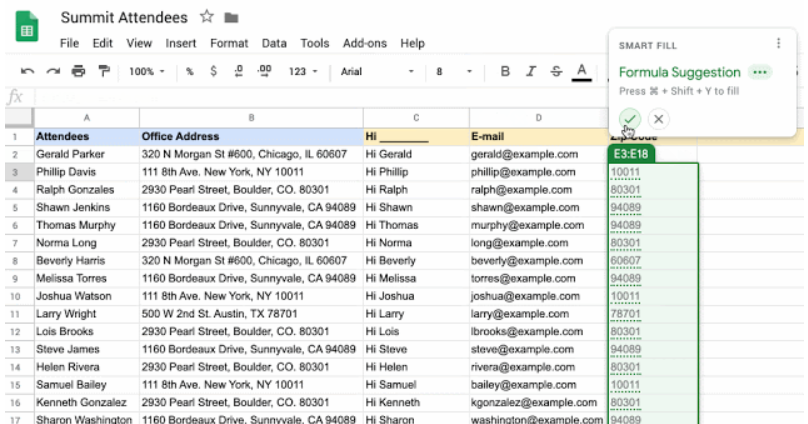 Summit Attendees
File Edit View Insert Format Data Tools Add-ons Help
100% % $ .0 .00 123 Arial 8 B I S A
fx
SMART FILL
Formula Suggestion
Press ⌘ + Shift + Y to fill
A B C D
1 Attendees Office Address Hi ________ E-mail Zip Code
2 Gerald Parker 320 N Morgan St #600, Chicago, IL 60607 Hi Gerald gerald@example.com E3:E18
3 Phillip Davis 111 8th Ave. New York, NY 10011 Hi Phillip phillip@example.com 10011
4 Ralph Gonzales 2930 Pearl Street, Boulder, CO. 80301 Hi Ralph ralph@example.com 80301
5 Shawn Jenkins 1160 Bordeaux Drive, Sunnyvale, CA 94089 Hi Shawn shawn@example.com 94089
6 Thomas Murphy 1160 Bordeaux Drive, Sunnyvale, CA 94089 Hi Thomas murphy@example.com 94089
7 Norma Long 2930 Pearl Street, Boulder, CO. 80301 Hi Norma long@example.com 80301
8 Beverly Harris 320 N Morgan St #600, Chicago, IL 60607 Hi Beverly beverly@example.com 60607
9 Melissa Torres 1160 Bordeaux Drive, Sunnyvale, CA 94089 Hi Melissa torres@example.com 94089
10 Joshua Watson 111 8th Ave. New York, NY 10011 Hi Joshua joshua@example.com 10011
11 Larry Wright 500 W 2nd St. Austin, TX 78701 Hi Larry larry@example.com 78701
12 Lois Brooks 2930 Pearl Street, Boulder, CO. 80301 Hi Lois lbrooks@example.com 80301
13 Steve James 1160 Bordeaux Drive, Sunnyvale, CA 94089 Hi Steve steve@example.com 94089
14 Helen Rivera 2930 Pearl Street, Boulder, CO. 80301 Hi Helen rivera@example.com 80301
15 Samuel Bailey 111 8th Ave. New York, NY 10011 Hi Samuel bailey@example.com 10011
16 Kenneth Gonzalez 2930 Pearl Street, Boulder, CO. 80301 Hi Kenneth kgonzalez@example.com 80301
17 Sharon Washington 1160 Bordeaux Drive, Sunnyvale, CA 94089 Hi Sharon washington@example.com 94089